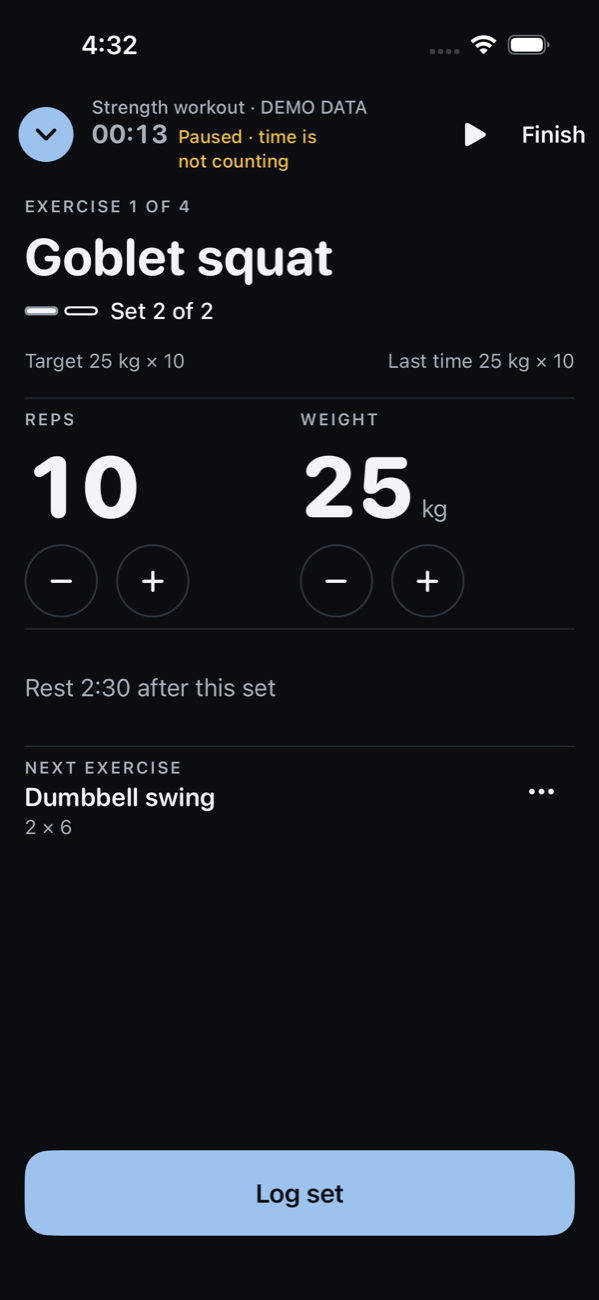 4:32
Strength workout · DEMO DATA
00:13 Paused · time is
not counting
Finish
EXERCISE 1 OF 4
Goblet squat
Set 2 of 2
Target 25 kg × 10
Last time 25 kg × 10
REPS
WEIGHT
10
25 kg
− +
− +
Rest 2:30 after this set
NEXT EXERCISE
Dumbbell swing
2 × 6
Log set